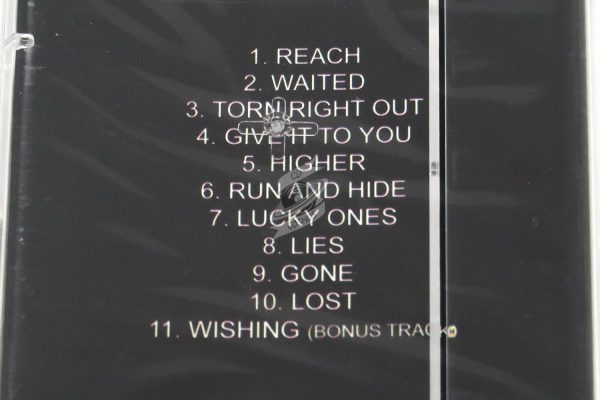 1. REACH
2. WAITED
3. TORN RIGHT OUT
4. GIVE IT TO YOU
5. HIGHER
6. RUN AND HIDE
7. LUCKY ONES
8. LIES
9. GONE
10. LOST
11. WISHING (BONUS TRACK)